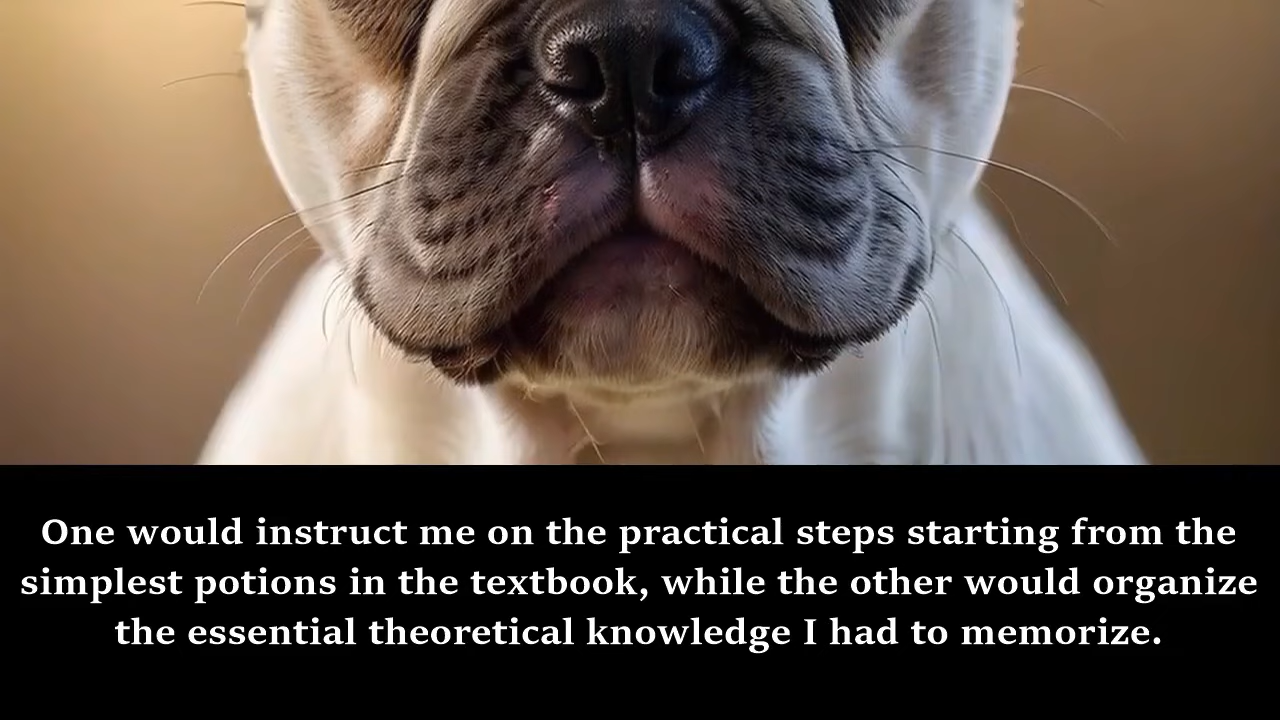 One would instruct me on the practical steps starting from the
simplest potions in the textbook, while the other would organize
the essential theoretical knowledge I had to memorize.